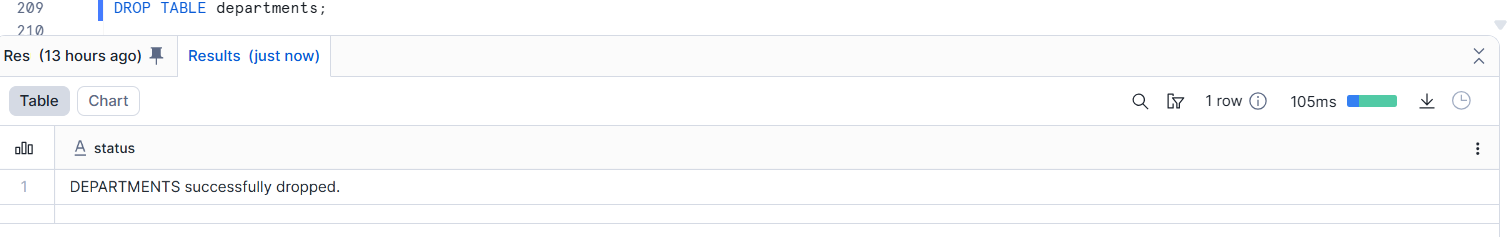 209 DROP TABLE departments;
210
Res (13 hours ago) Results (just now)
Table Chart 1 row 105ms
A status
1 DEPARTMENTS successfully dropped.